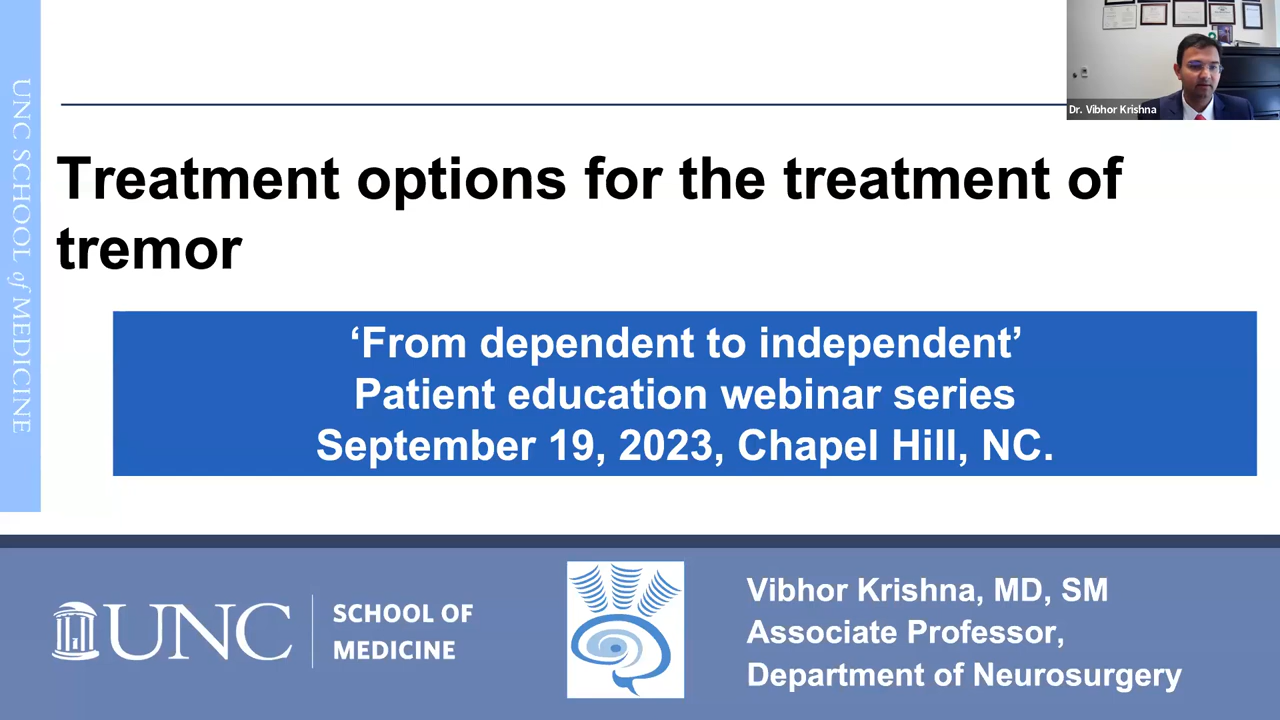 UNC SCHOOL of MEDICINE
Dr. Vibhor Krishna
Treatment options for the treatment of
tremor
‘From dependent to independent’
Patient education webinar series
September 19, 2023, Chapel Hill, NC.
UNC
SCHOOL OF
MEDICINE
Vibhor Krishna, MD, SM
Associate Professor,
Department of Neurosurgery